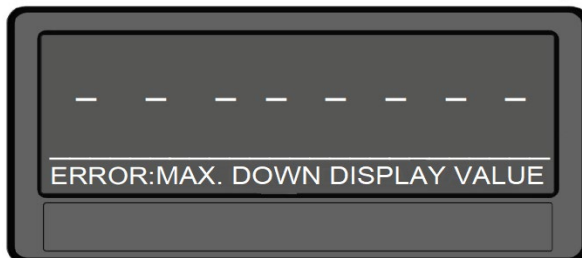 - - - - - - - -
ERROR:MAX. DOWN DISPLAY VALUE